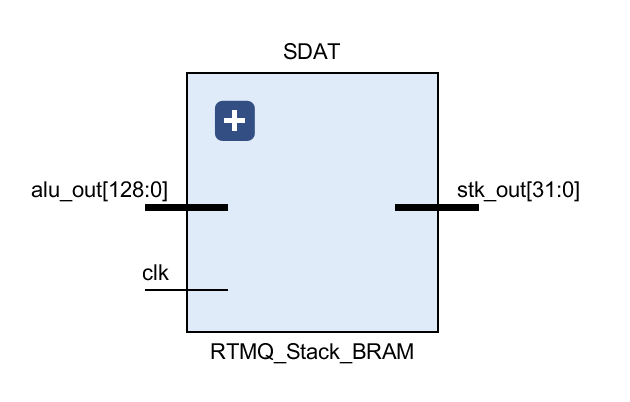 SDAT
alu_out[128:0]
stk_out[31:0]
clk
RTMQ_Stack_BRAM